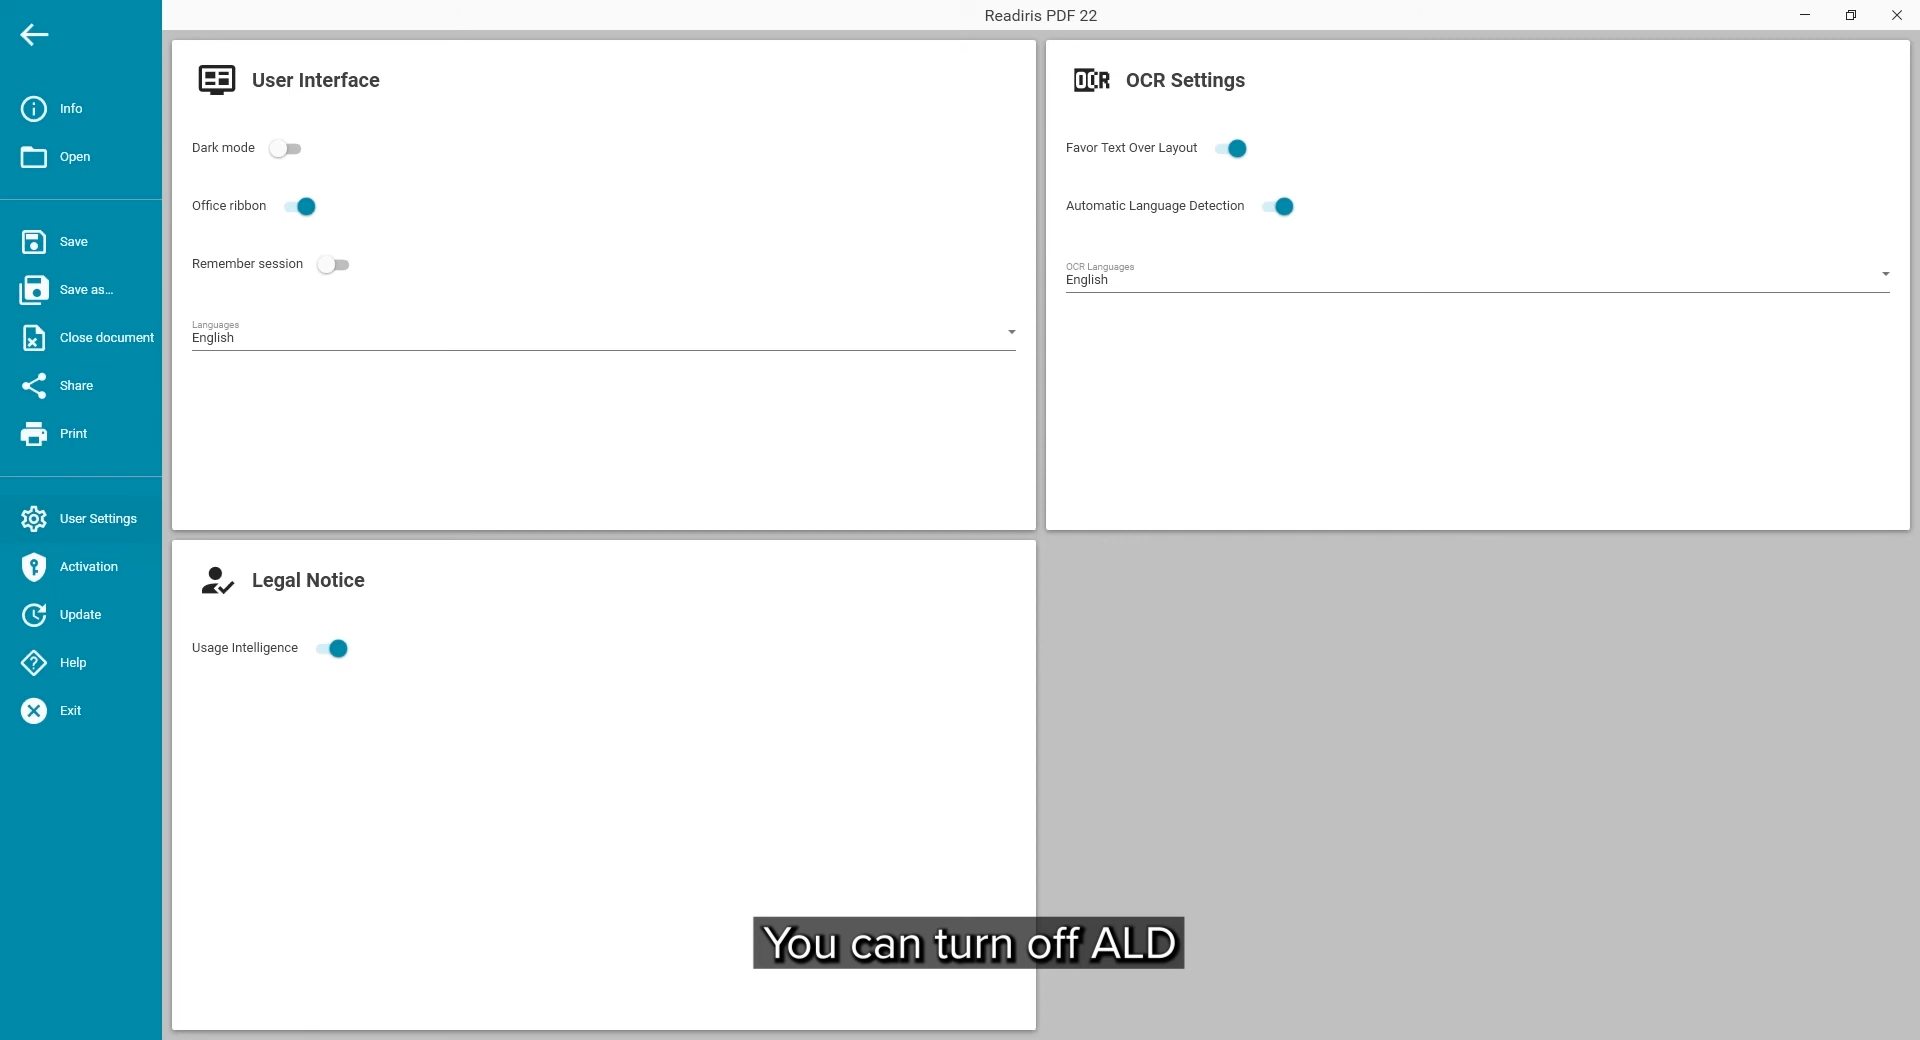 Readiris PDF 22
Info
Open
Save
Save as...
Close document
Share
Print
User Settings
Activation
Update
Help
Exit
User Interface
Dark mode
Office ribbon
Remember session
Languages
English
OCR OCR Settings
Favor Text Over Layout
Automatic Language Detection
OCR Languages
English
Legal Notice
Usage Intelligence
You can turn off ALD